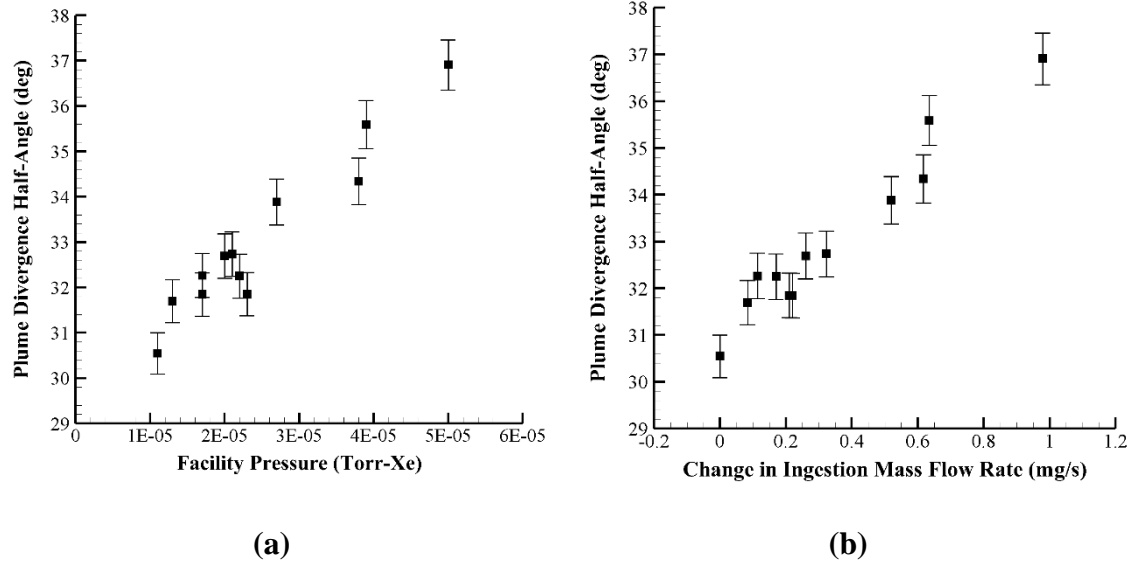 38
37
36
35
34
33
32
31
30
29
Plume Divergence Half-Angle (deg)
0
1E-05
2E-05
3E-05
4E-05
5E-05
6E-05
Facility Pressure (Torr-Xe)
(a)
38
37
36
35
34
33
32
31
30
29
Plume Divergence Half-Angle (deg)
-0.2
0
0.2
0.4
0.6
0.8
1
1.2
Change in Ingestion Mass Flow Rate (mg/s)
(b)